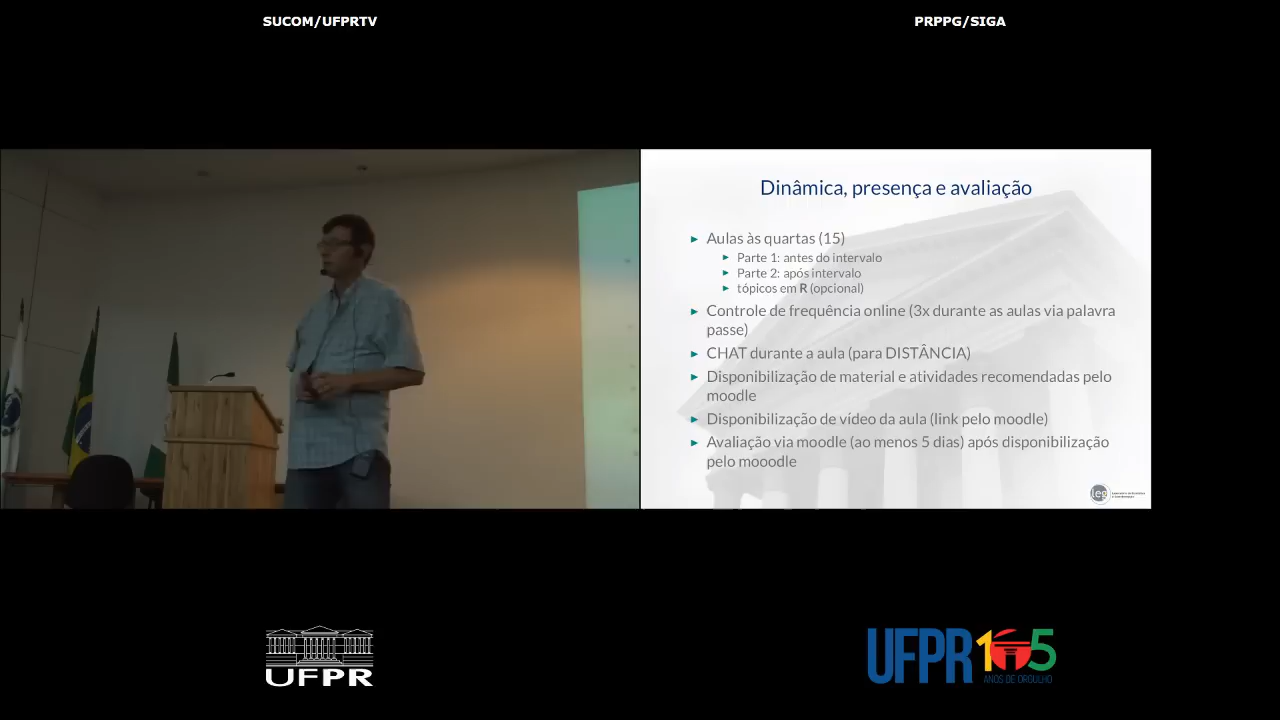 SUCOM/UFPRTV
PRPPG/SIGA
Dinâmica, presença e avaliação
Aulas às quartas (15)
Parte 1: antes do intervalo
Parte 2: após intervalo
tópicos em R (opcional)
Controle de frequência online (3x durante as aulas via palavra
passe)
CHAT durante a aula (para DISTÂNCIA)
Disponibilização de material e atividades recomendadas pelo
moodle
Disponibilização de vídeo da aula (link pelo moodle)
Avaliação via moodle (ao menos 5 dias) após disponibilização
pelo mooodle
leg
UFPR
UFPR 105
ANOS DE ORGULHO